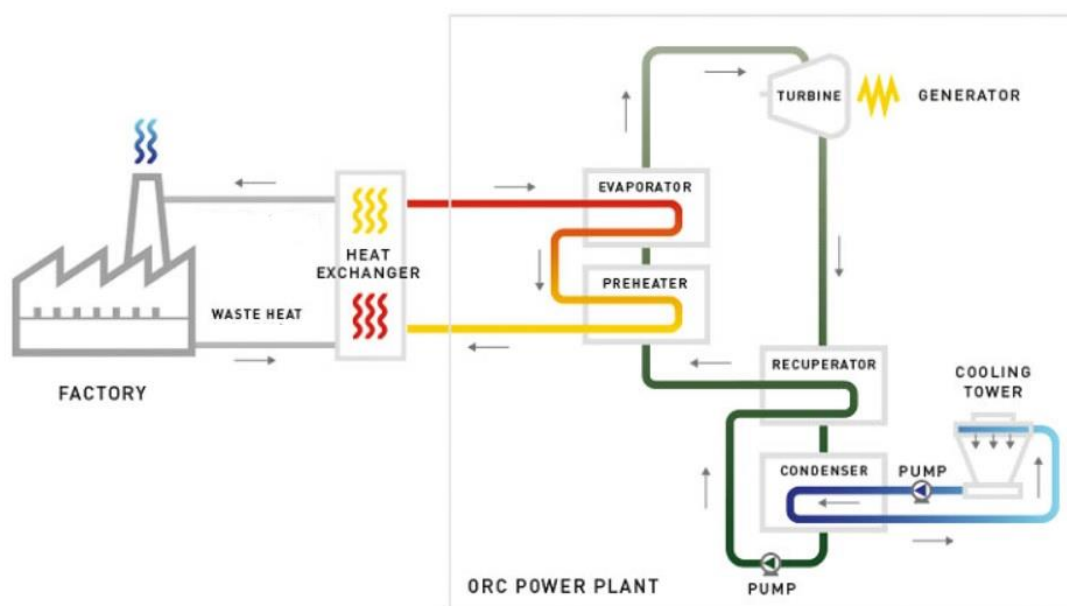 TURBINE
GENERATOR
EVAPORATOR
HEAT
EXCHANGER
PREHEATER
WASTE HEAT
FACTORY
RECUPERATOR
COOLING
TOWER
CONDENSER
PUMP
ORC POWER PLANT
PUMP